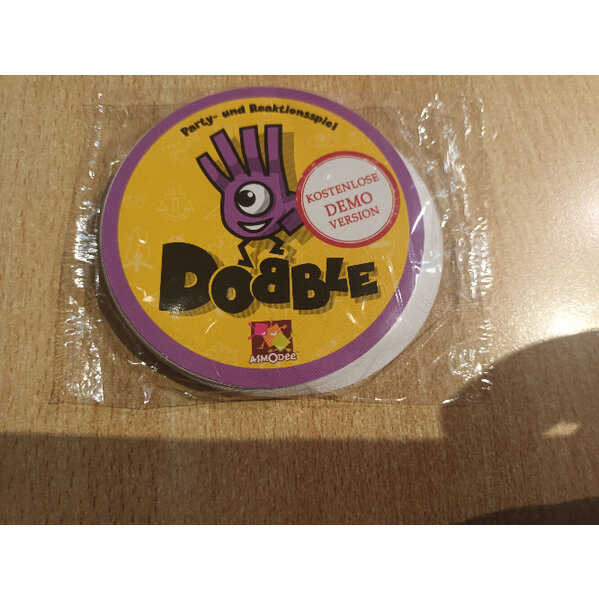 Party- und Reaktionsspiel
KOSTENLOSE
DEMO
VERSION
DOBBLE
ASMODEE